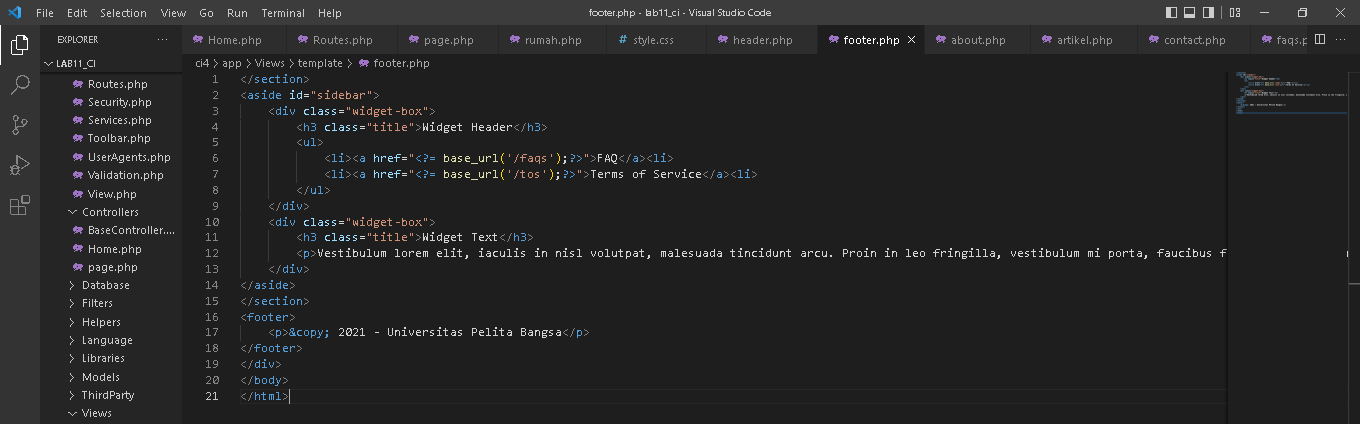 File Edit Selection View Go Run Terminal Help footer.php - lab11_ci - Visual Studio Code
EXPLORER ... Home.php Routes.php page.php rumah.php # style.css header.php footer.php about.php artikel.php contact.php faqs.p
LAB11_CI ci4 > app > Views > template > footer.php
Routes.php
Security.php
Services.php
Toolbar.php
UserAgents.php
Validation.php
View.php
Controllers
BaseController....
Home.php
page.php
Database
Filters
Helpers
Language
Libraries
Models
ThirdParty
Views
1 </section>
2 <aside id="sidebar">
3 <div class="widget-box">
4 <h3 class="title">Widget Header</h3>
5 <ul>
6 <li><a href="<?= base_url('/faqs');?>">FAQ</a><li>
7 <li><a href="<?= base_url('/tos');?>">Terms of Service</a><li>
8 </ul>
9 </div>
10 <div class="widget-box">
11 <h3 class="title">Widget Text</h3>
12 <p>Vestibulum lorem elit, iaculis in nisl volutpat, malesuada tincidunt arcu. Proin in leo fringilla, vestibulum mi porta, faucibus f
13 </div>
14 </aside>
15 </section>
16 <footer>
17 <p>&copy; 2021 - Universitas Pelita Bangsa</p>
18 </footer>
19 </div>
20 </body>
21 </html>